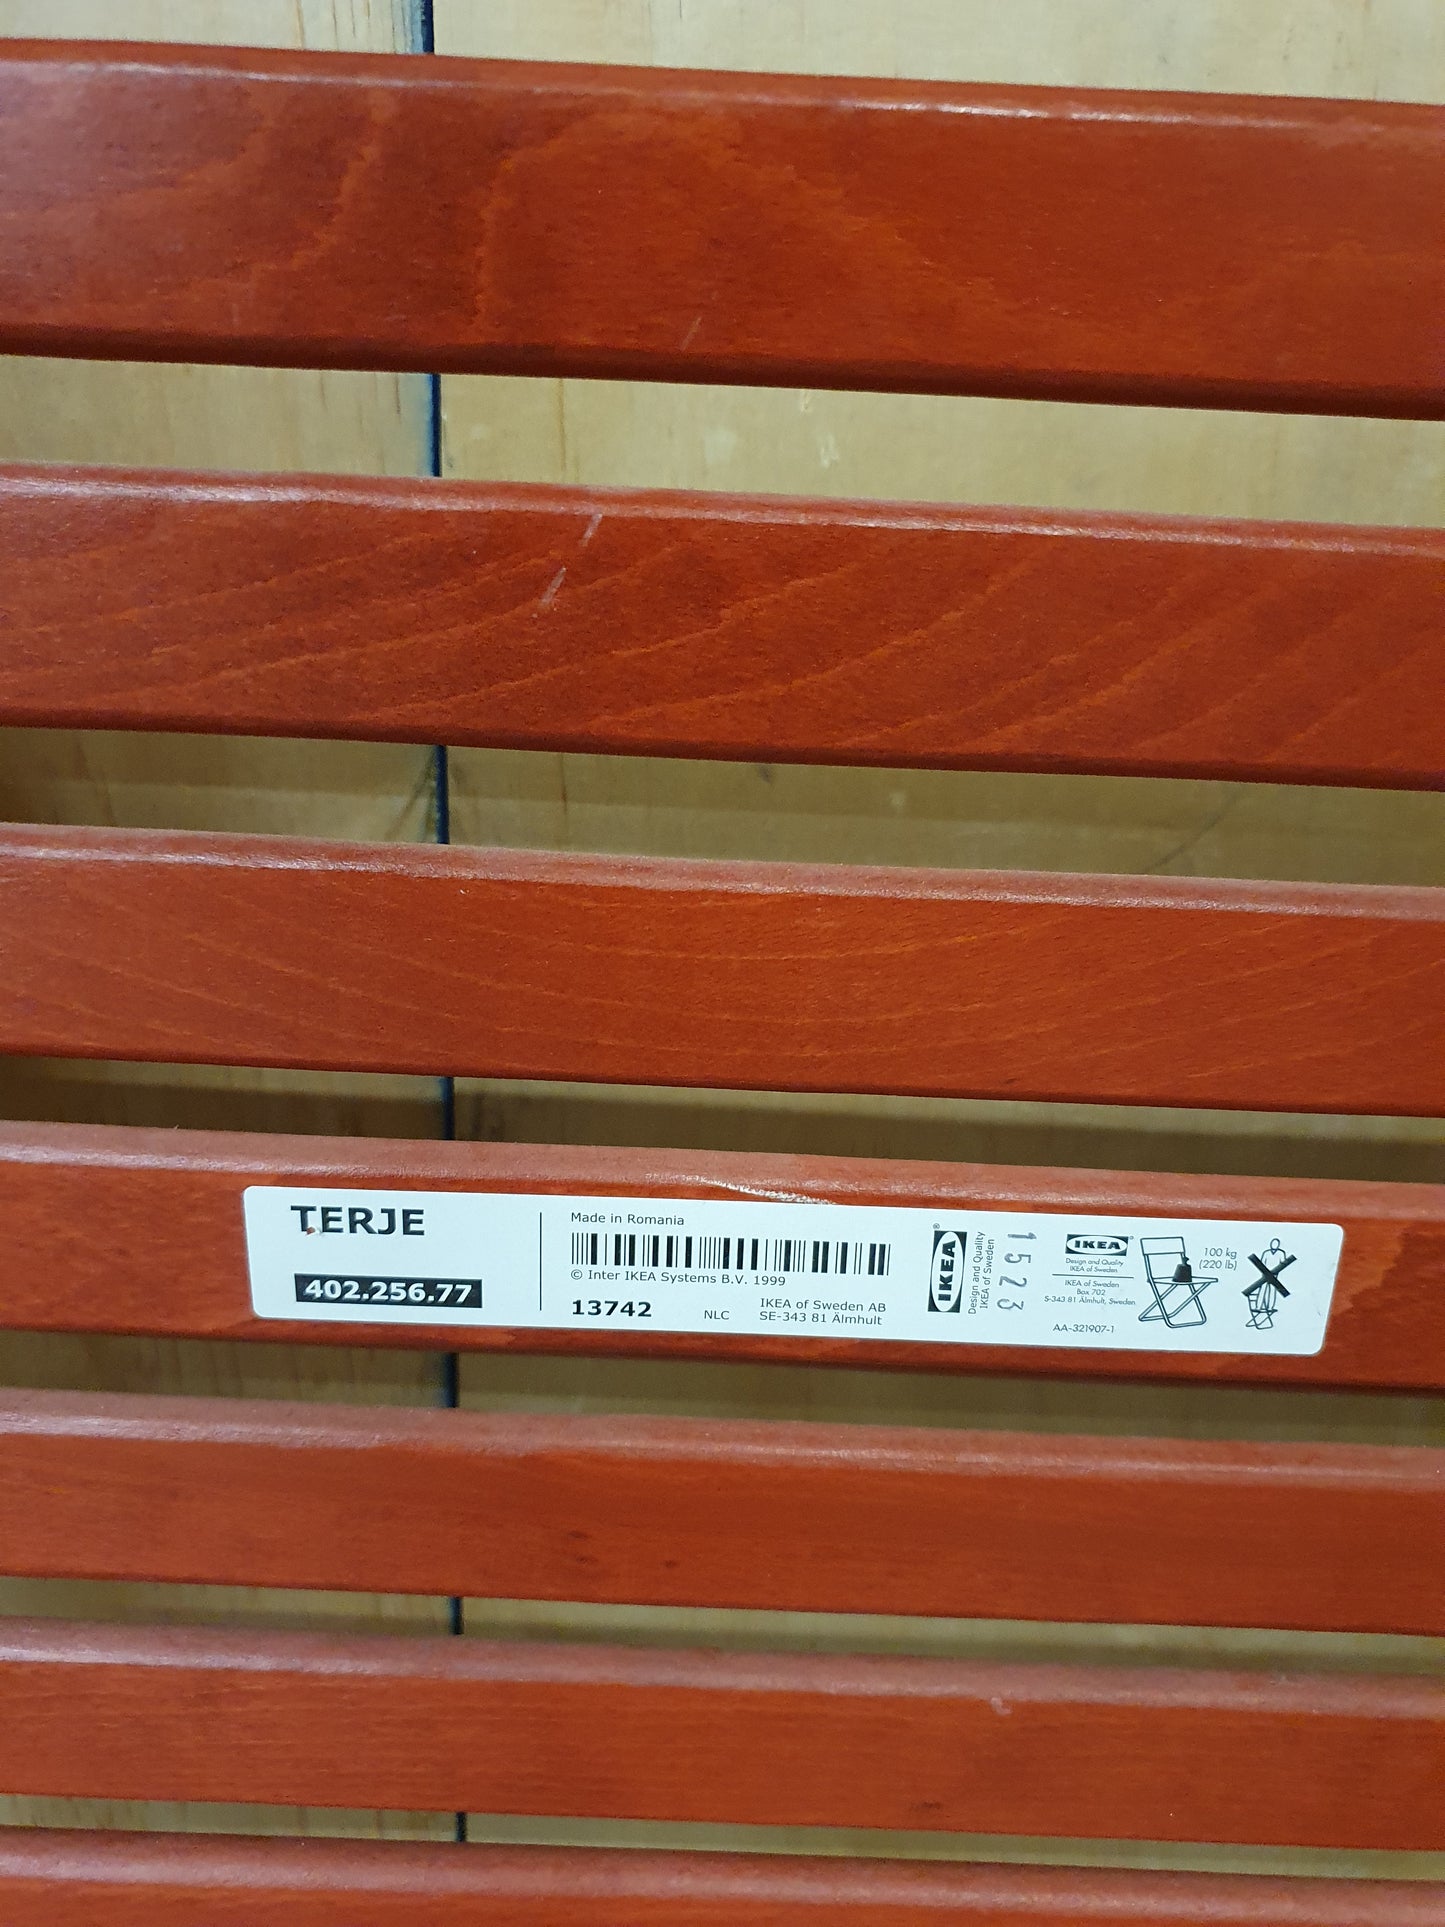 TERJE
402.256.77
Made in Romania
© Inter IKEA Systems B.V. 1999
13742
NLC
IKEA of Sweden AB
SE-343 81 Älmhult
IKEA®
Design and Quality
IKEA of Sweden
1523
IKEA
Design and Quality
IKEA of Sweden
IKEA of Sweden
Box 702
S-343 81 Älmhult, Sweden
AA-321907-1
100 kg
(220 lb)